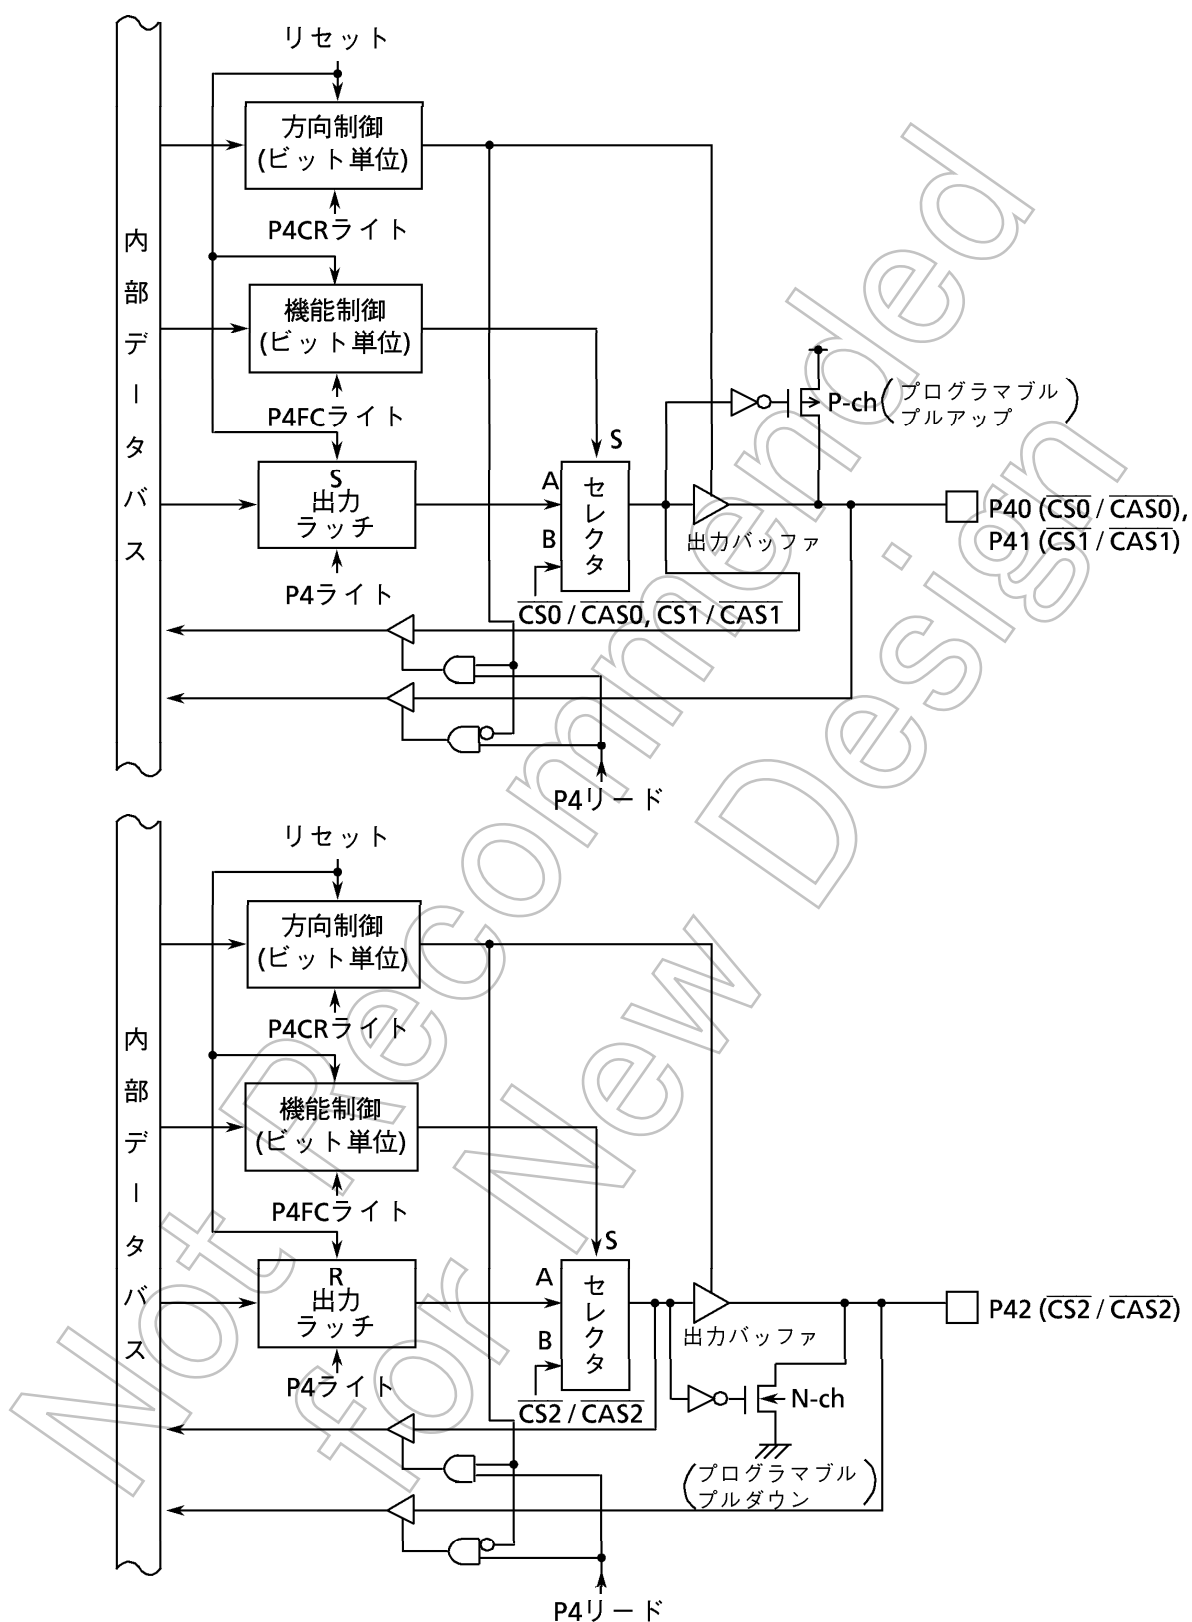 リセット
方向制御
(ビット単位)
P4CRライト
内部データバス
機能制御
(ビット単位)
P4FCライト
S
出力
ラッチ
P4ライト
S
A
B
セレクタ
CS0 / CAS0, CS1 / CAS1
P-ch
(プログラマブル
プルアップ)
出力バッファ
P40 (CS0 / CAS0),
P41 (CS1 / CAS1)
P4リード
リセット
方向制御
(ビット単位)
P4CRライト
内部データバス
機能制御
(ビット単位)
P4FCライト
R
出力
ラッチ
P4ライト
S
A
B
セレクタ
CS2 / CAS2
出力バッファ
P42 (CS2 / CAS2)
N-ch
(プログラマブル
プルダウン)
P4リード
Not Recommended
for New Design